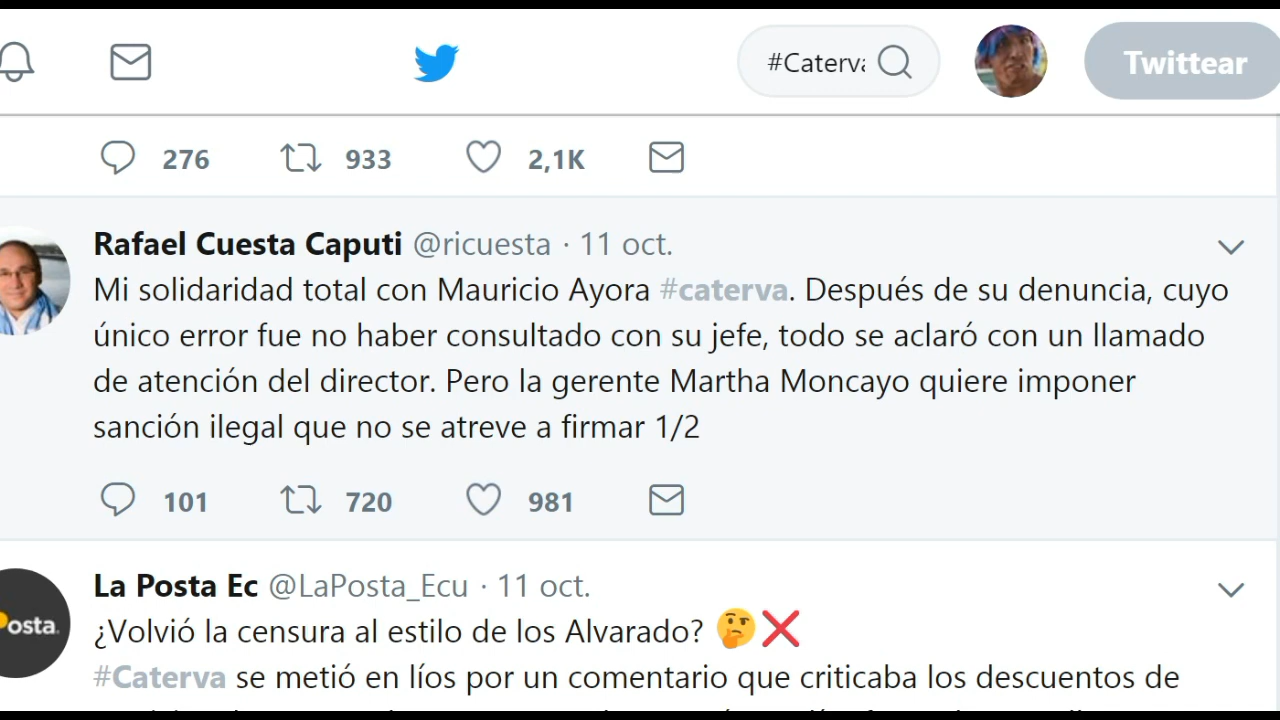 #Caterva
Twittear
276 933 2,1K
Rafael Cuesta Caputi @ricuesta · 11 oct.
Mi solidaridad total con Mauricio Ayora #caterva. Después de su denuncia, cuyo
único error fue no haber consultado con su jefe, todo se aclaró con un llamado
de atención del director. Pero la gerente Martha Moncayo quiere imponer
sanción ilegal que no se atreve a firmar 1/2
101 720 981
Posta.
La Posta Ec @LaPosta_Ecu · 11 oct.
¿Volvió la censura al estilo de los Alvarado? 🤔❌
#Caterva se metió en líos por un comentario que criticaba los descuentos de